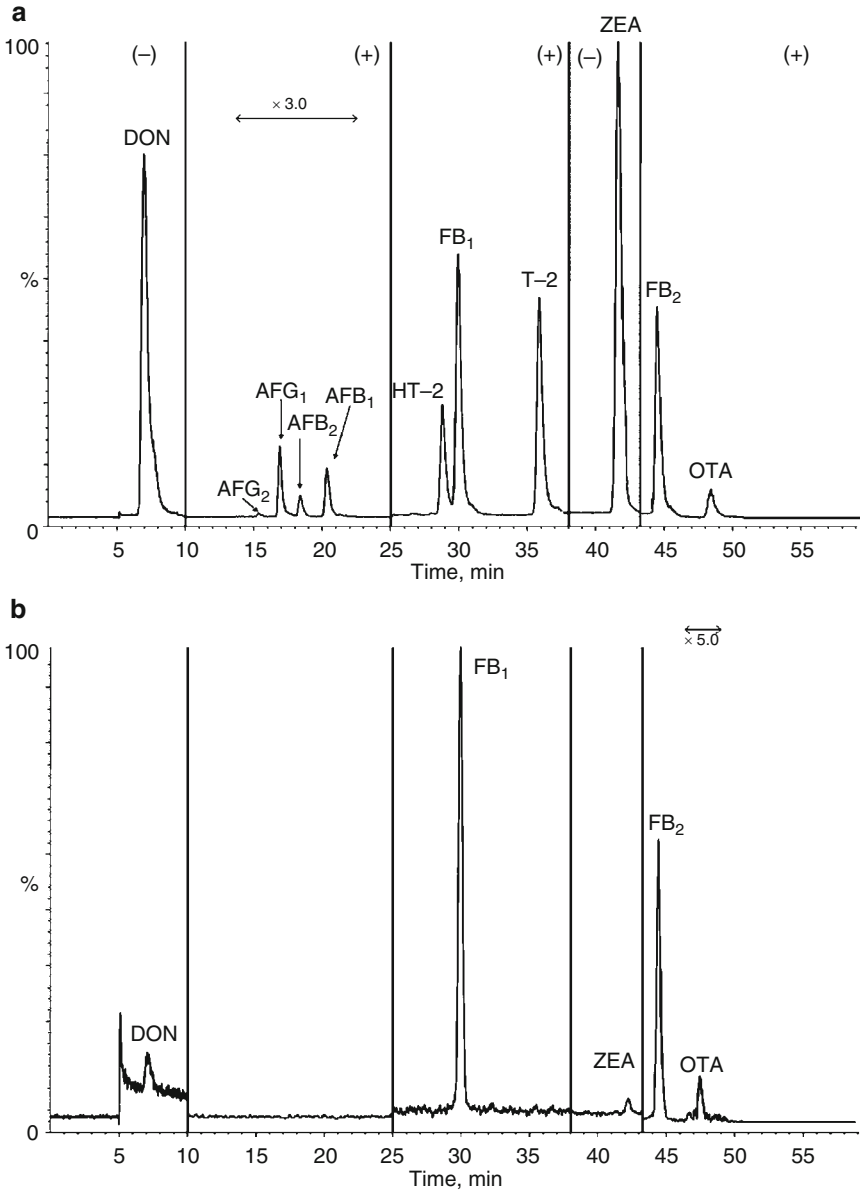 a
100
(–)
(+)
(+)
ZEA
(–)
(+)
× 3.0
DON
%
FB₁
T–2
FB₂
AFG₁
AFB₂
AFB₁
HT–2
AFG₂
OTA
0
5 10 15 20 25 30 35 40 45 50 55
Time, min
b
100
× 5.0
FB₁
FB₂
%
DON
ZEA
OTA
0
5 10 15 20 25 30 35 40 45 50 55
Time, min